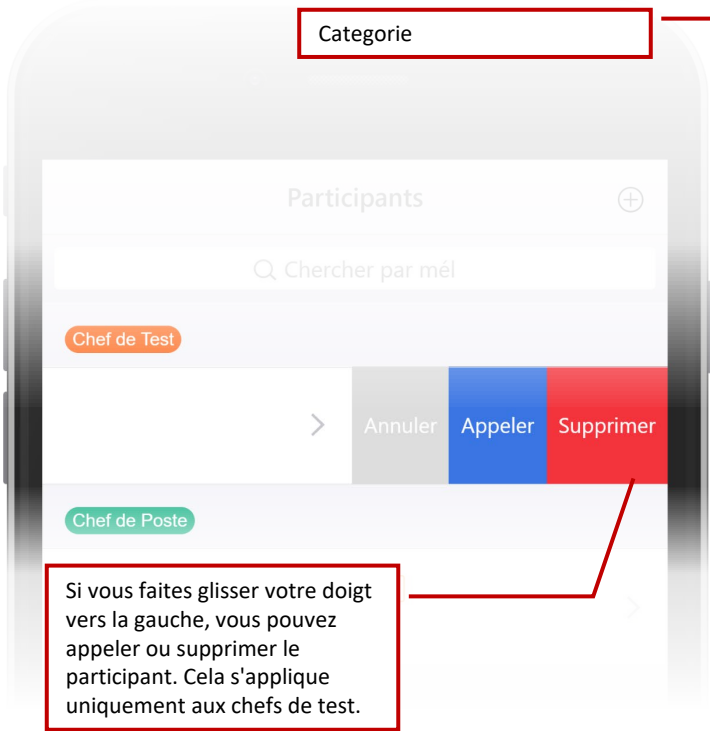 Categorie
Participants
Chercher par mél
Chef de Test
Annuler Appeler Supprimer
Chef de Poste
Si vous faites glisser votre doigt
vers la gauche, vous pouvez
appeler ou supprimer le
participant. Cela s'applique
uniquement aux chefs de test.